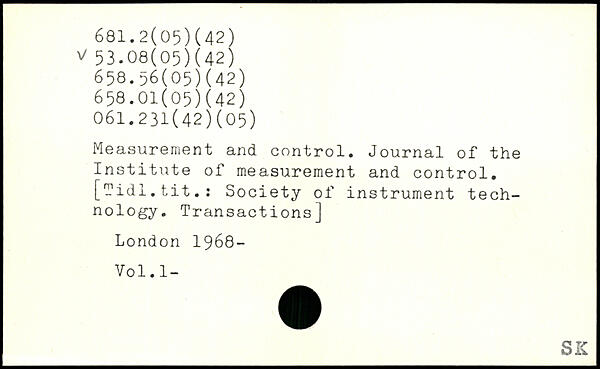 681.2(05)(42)
√ 53.08(05)(42)
658.56(05)(42)
658.01(05)(42)
061.231(42)(05)
Measurement and control. Journal of the
Institute of measurement and control.
[Tidl.tit.: Society of instrument tech-
nology. Transactions]
London 1968-
Vol.1-
SK